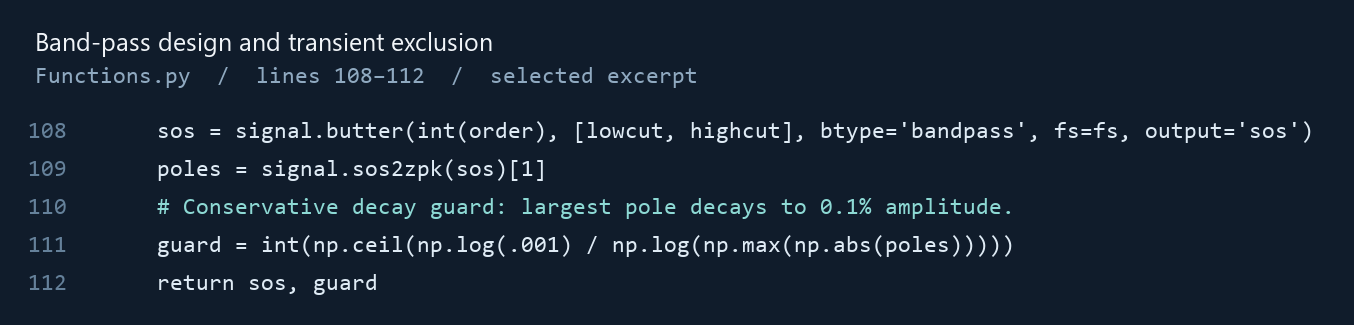 Band-pass design and transient exclusion
Functions.py / lines 108–112 / selected excerpt
108 sos = signal.butter(int(order), [lowcut, highcut], btype='bandpass', fs=fs, output='sos')
109 poles = signal.sos2zpk(sos)[1]
110 # Conservative decay guard: largest pole decays to 0.1% amplitude.
111 guard = int(np.ceil(np.log(.001) / np.log(np.max(np.abs(poles)))))
112 return sos, guard